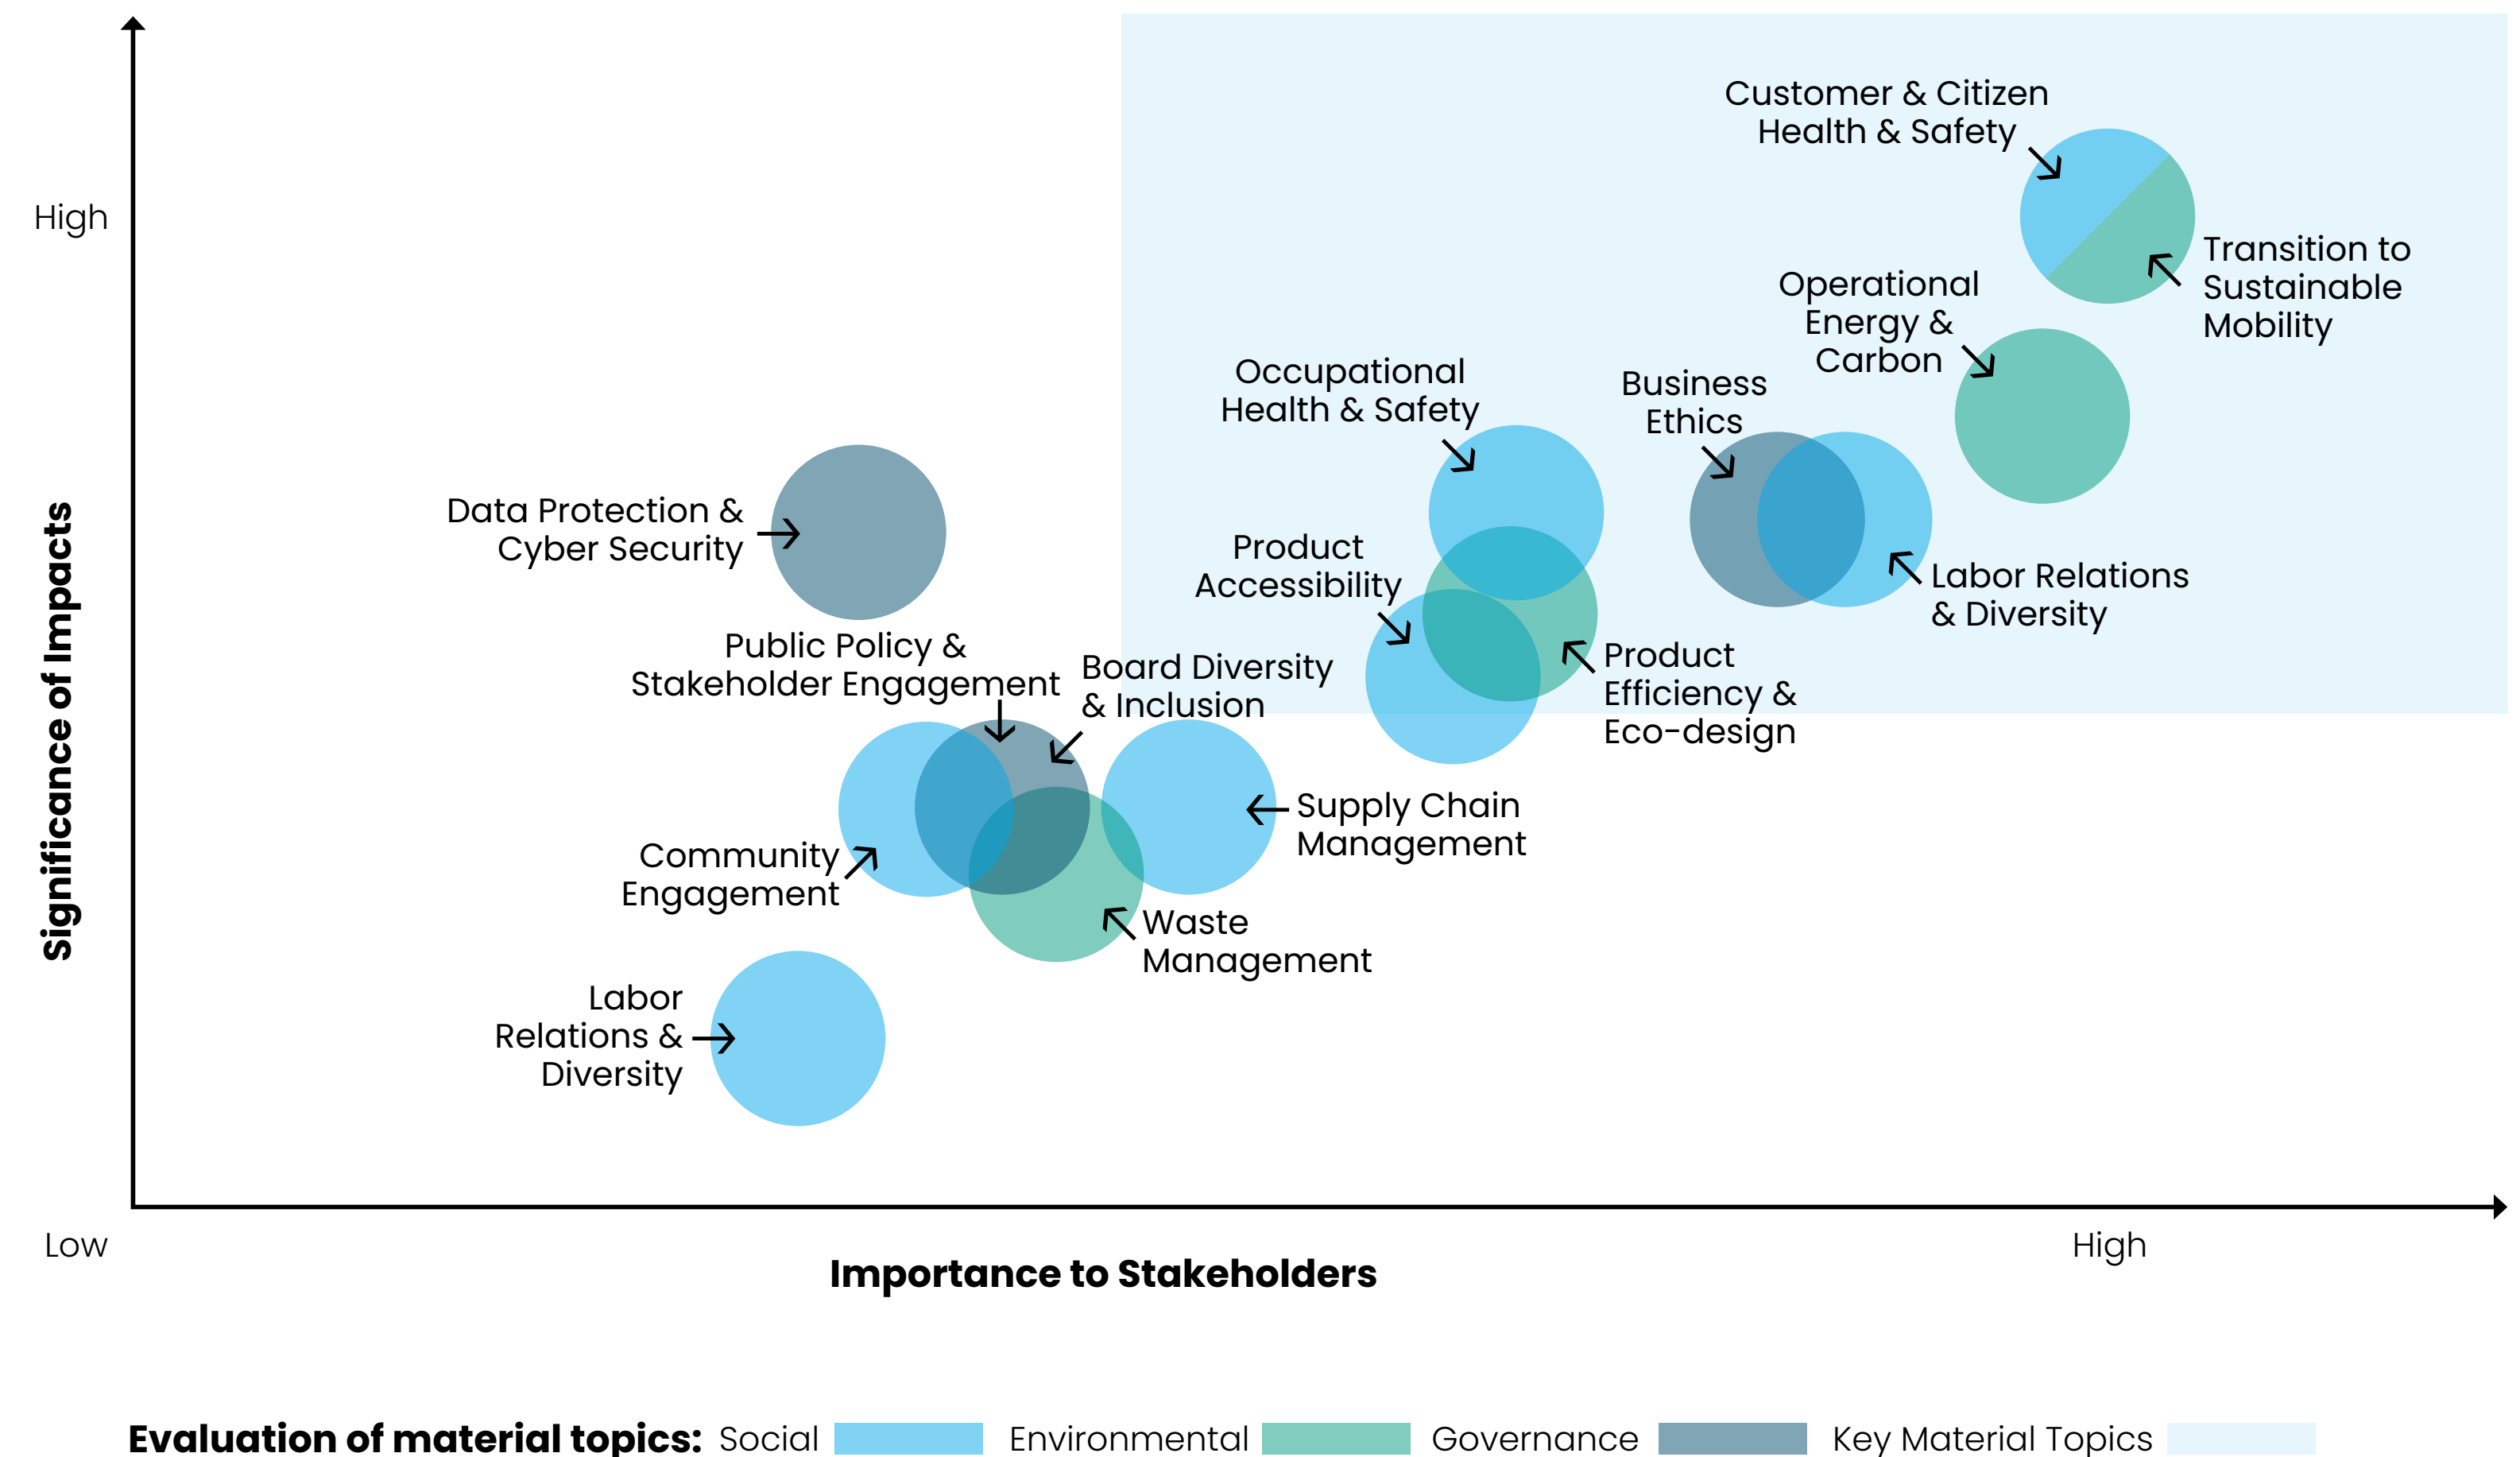 Customer & Citizen
Health & Safety
High
Transition to
Sustainable
Mobility
Operational
Energy &
Carbon
Occupational
Health & Safety
Business
Ethics
Data Protection &
Cyber Security
Product
Accessibility
Labor Relations
& Diversity
Public Policy &
Stakeholder Engagement
Board Diversity
& Inclusion
Product
Efficiency &
Eco-design
Significance of Impacts
Supply Chain
Management
Community
Engagement
Waste
Management
Labor
Relations &
Diversity
Low
High
Importance to Stakeholders
Evaluation of material topics: Social Environmental Governance Key Material Topics